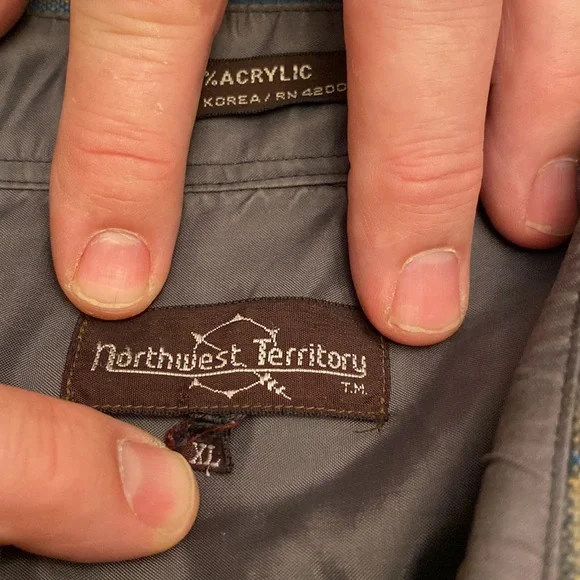 % ACRYLIC
KOREA / RN 4200
Northwest Territory
T.M.
XL